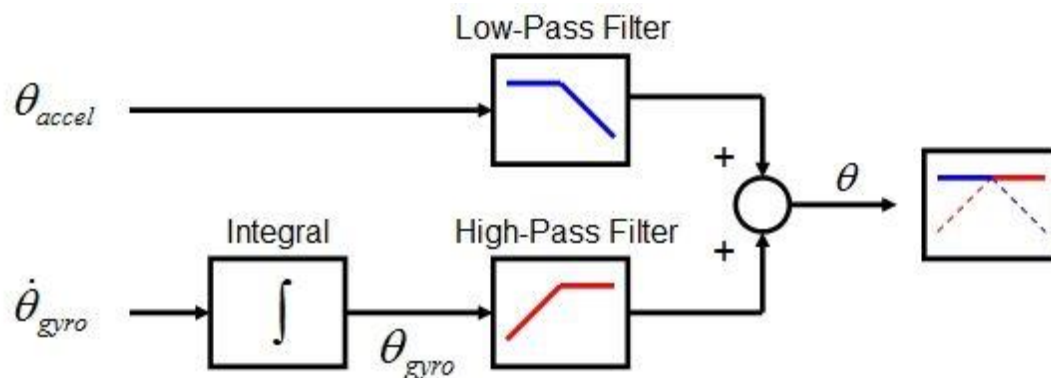 Low-Pass Filter
θaccel
+
θ
Integral
High-Pass Filter
+
θ̇gyro
∫
θgyro